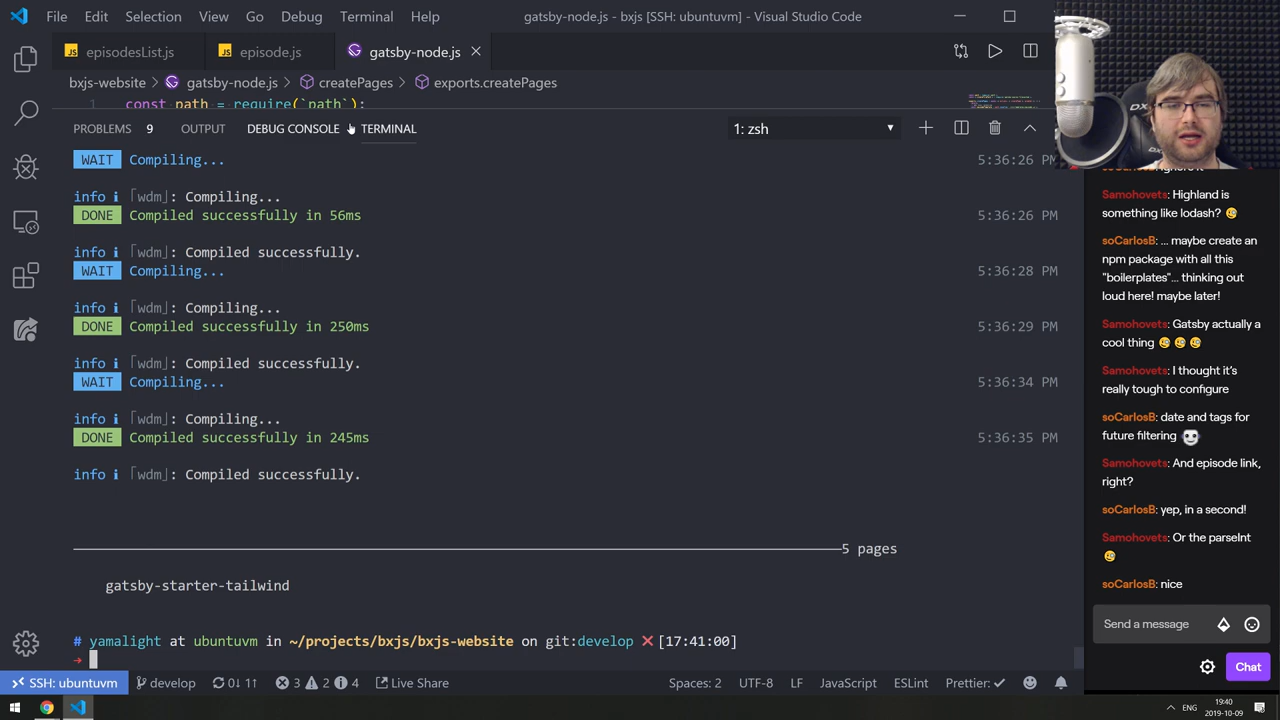 File Edit Selection View Go Debug Terminal Help
gatsby-node.js - bxjs [SSH: ubuntuvm] - Visual Studio Code
episodesList.js episode.js gatsby-node.js
bxjs-website > gatsby-node.js > createPages > exports.createPages
1 const path = require(`path`);
PROBLEMS 9 OUTPUT DEBUG CONSOLE TERMINAL 1: zsh
WAIT Compiling... 5:36:26 PM
info ℹ ｢wdm｣: Compiling...
DONE Compiled successfully in 56ms 5:36:26 PM
info ℹ ｢wdm｣: Compiled successfully.
WAIT Compiling... 5:36:28 PM
info ℹ ｢wdm｣: Compiling...
DONE Compiled successfully in 250ms 5:36:29 PM
info ℹ ｢wdm｣: Compiled successfully.
WAIT Compiling... 5:36:34 PM
info ℹ ｢wdm｣: Compiling...
DONE Compiled successfully in 245ms 5:36:35 PM
info ℹ ｢wdm｣: Compiled successfully.
5 pages
gatsby-starter-tailwind
# yamalight at ubuntuvm in ~/projects/bxjs/bxjs-website on git:develop ❌ [17:41:00]
➜
SSH: ubuntuvm develop 0↓ 1↑ 3 2 4 Live Share Spaces: 2 UTF-8 LF JavaScript ESLint Prettier: ✓
Samohovets: Highland is
something like lodash?
soCarlosB: ... maybe create an
npm package with all this
"boilerplates"... thinking out
loud here! maybe later!
Samohovets: Gatsby actually a
cool thing
Samohovets: I thought it's
really tough to configure
soCarlosB: date and tags for
future filtering
Samohovets: And episode link,
right?
soCarlosB: yep, in a second!
Samohovets: Or the parseInt
soCarlosB: nice
Send a message
Chat
ENG
19:40
2019-10-09